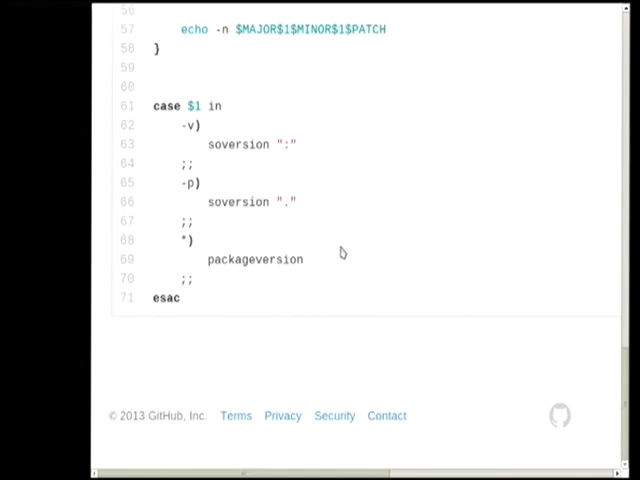 56
57 echo -n $MAJOR$1$MINOR$1$PATCH
58 }
59
60
61 case $1 in
62 -v)
63 soversion ":"
64 ;;
65 -p)
66 soversion "."
67 ;;
68 *)
69 packageversion
70 ;;
71 esac
© 2013 GitHub, Inc. Terms Privacy Security Contact